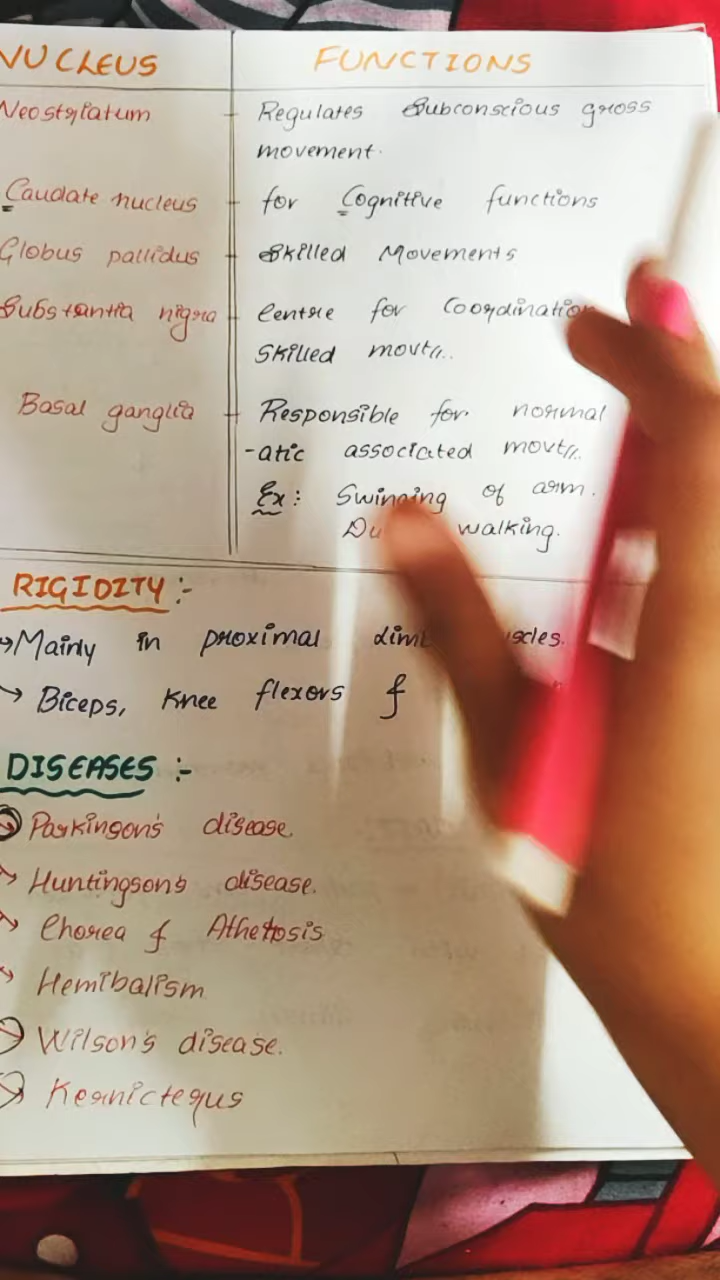 NUCLEUS FUNCTIONS
Neostriatum - Regulates Subconscious gross
movement.
Caudate nucleus - for Cognitive functions
Globus pallidus - Skilled Movements
Substantia nigra - Centre for Coordination
Skilled movt//..
Basal ganglia - Responsible for normal
-atic associated movt//.
Ex: Swinging of arm.
walking.
RIGIDITY :-
→ Mainly in proximal
→ Biceps, Knee flexors &
DISEASES :-
→ Parkingon's disease.
→ Huntingson's disease.
→ Chorea & Athetosis
→ Hemibalism
→ Wilson's disease.
→ Kernicterus